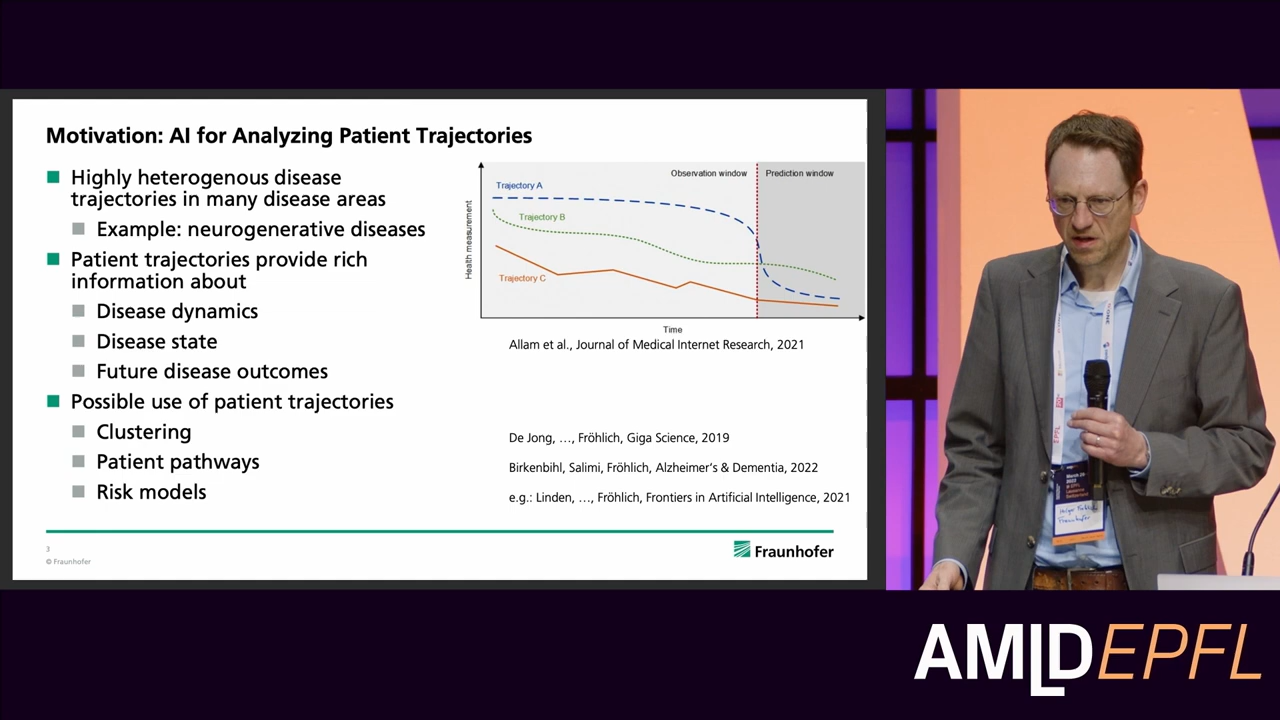 Motivation: AI for Analyzing Patient Trajectories
Highly heterogenous disease
trajectories in many disease areas
Example: neurogenerative diseases
Patient trajectories provide rich
information about
Disease dynamics
Disease state
Future disease outcomes
Possible use of patient trajectories
Clustering
Patient pathways
Risk models
Observation window
Prediction window
Trajectory A
Trajectory B
Trajectory C
Health measurement
Time
Allam et al., Journal of Medical Internet Research, 2021
De Jong, …, Fröhlich, Giga Science, 2019
Birkenbihl, Salimi, Fröhlich, Alzheimer's & Dementia, 2022
e.g.: Linden, …, Fröhlich, Frontiers in Artificial Intelligence, 2021
3
© Fraunhofer
Fraunhofer
EPFL
2022
@ EPFL
Fraunhofer
AMLD EPFL